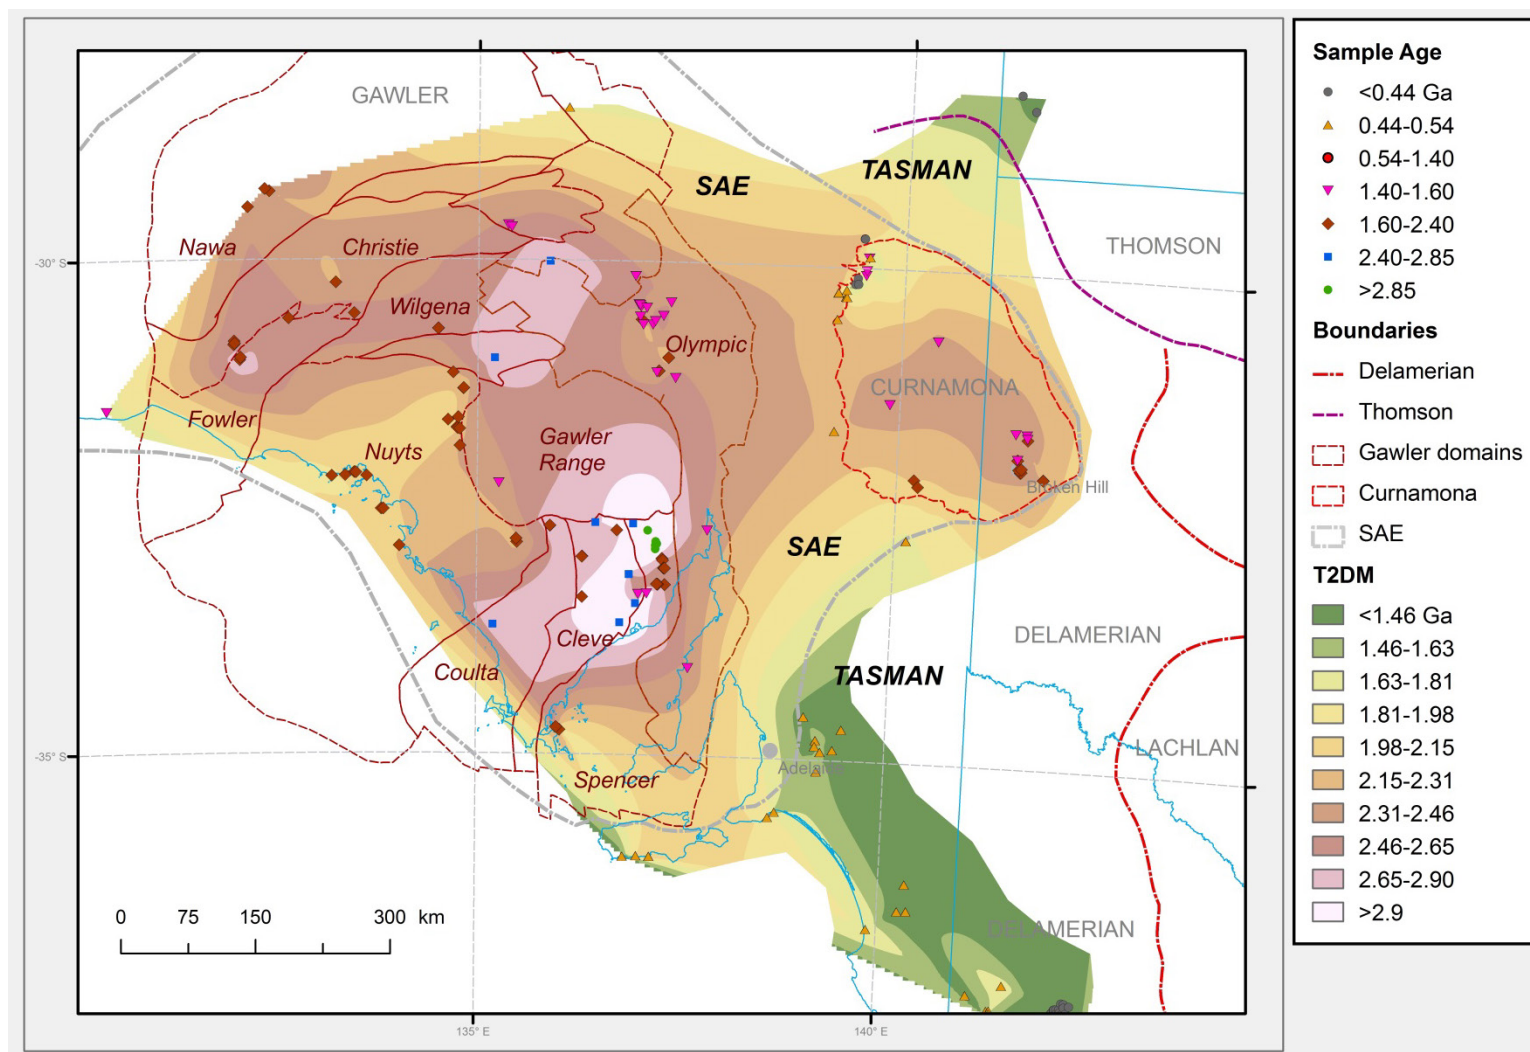 GAWLER
SAE
TASMAN
Nawa
Christie
THOMSON
-30° S
Wilgena
Olympic
CURNAMONA
Fowler
Nuyts
Gawler
Range
Broken Hill
SAE
Cleve
DELAMERIAN
Coulta
TASMAN
-35° S
Adelaide
LACHLAN
Spencer
0 75 150 300 km
DELAMERIAN
135° E
140° E
Sample Age
<0.44 Ga
0.44-0.54
0.54-1.40
1.40-1.60
1.60-2.40
2.40-2.85
>2.85
Boundaries
Delamerian
Thomson
Gawler domains
Curnamona
SAE
T2DM
<1.46 Ga
1.46-1.63
1.63-1.81
1.81-1.98
1.98-2.15
2.15-2.31
2.31-2.46
2.46-2.65
2.65-2.90
>2.9